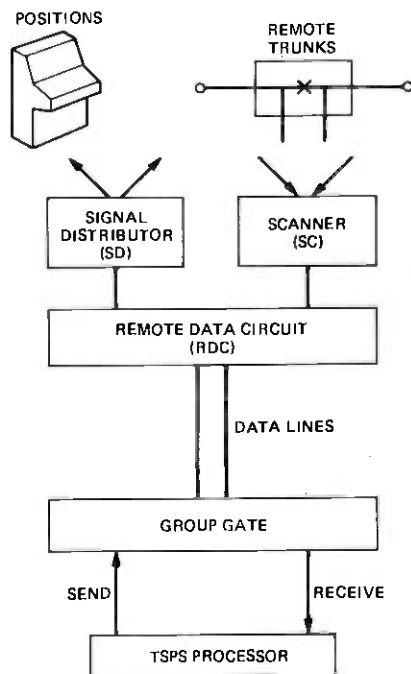 POSITIONS
REMOTE
TRUNKS
SIGNAL
DISTRIBUTOR
(SD)
SCANNER
(SC)
REMOTE DATA CIRCUIT
(RDC)
DATA LINES
GROUP GATE
SEND
RECEIVE
TSPS PROCESSOR